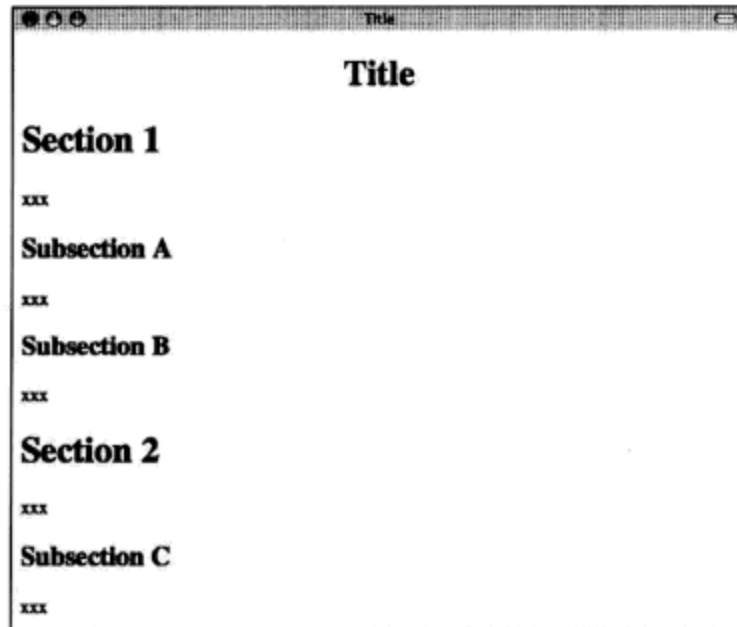 Title
Title
Section 1
xxx
Subsection A
xxx
Subsection B
xxx
Section 2
xxx
Subsection C
xxx